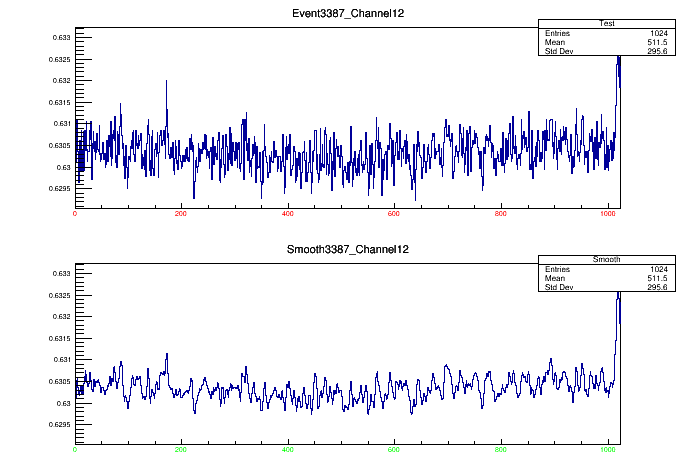 Event3387_Channel12
Test
Entries 1024
Mean 511.5
Std Dev 295.6
0.633
0.6325
0.632
0.6315
0.631
0.6305
0.63
0.6295
0 200 400 600 800 1000
Smooth3387_Channel12
Smooth
Entries 1024
Mean 511.5
Std Dev 295.6
0.633
0.6325
0.632
0.6315
0.631
0.6305
0.63
0.6295
0 200 400 600 800 1000